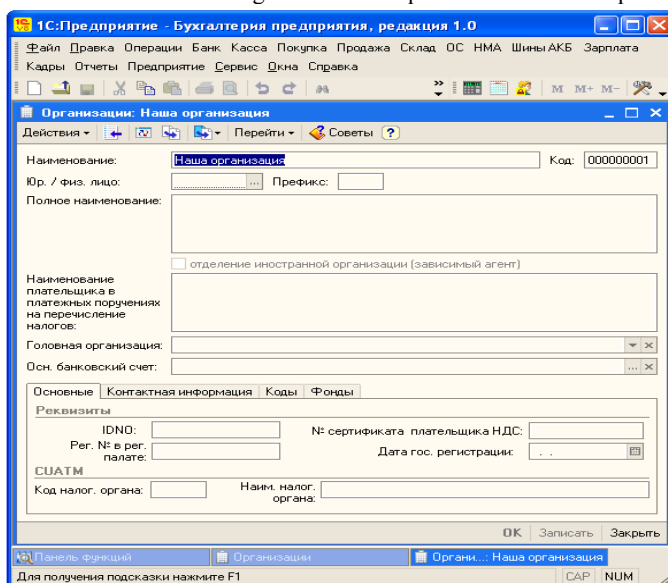 1С:Предприятие - Бухгалтерия предприятия, редакция 1.0
Файл Правка Операции Банк Касса Покупка Продажа Склад ОС НМА Шины АКБ Зарплата
Кадры Отчеты Предприятие Сервис Окна Справка
M M+ M-
Организации: Наша организация
Действия Перейти Советы ?
Наименование: Наша организация Код: 000000001
Юр. / физ. лицо: ... Префикс:
Полное наименование:
отделение иностранной организации (зависимый агент)
Наименование
плательщика в
платежных поручениях
на перечисление
налогов:
Головная организация:
Осн. банковский счет: ...
Основные Контактная информация Коды Фонды
Реквизиты
IDNO: № сертификата плательщика НДС:
Рег. № в рег.
палате: Дата гос. регистрации: . .
CUATM
Код налог. органа: Наим. налог.
органа:
OK Записать Закрыть
Панель функций Организации Органи...: Наша организация
Для получения подсказки нажмите F1 CAP NUM